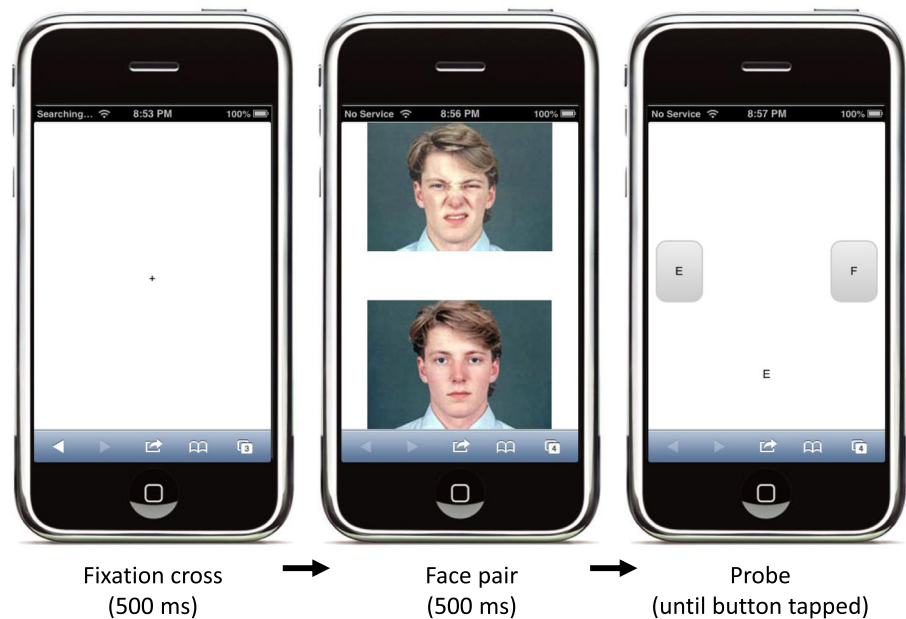 Searching... 8:53 PM 100%
+
3
Fixation cross
(500 ms)
No Service 8:56 PM 100%
4
Face pair
(500 ms)
No Service 8:57 PM 100%
E F
E
4
Probe
(until button tapped)